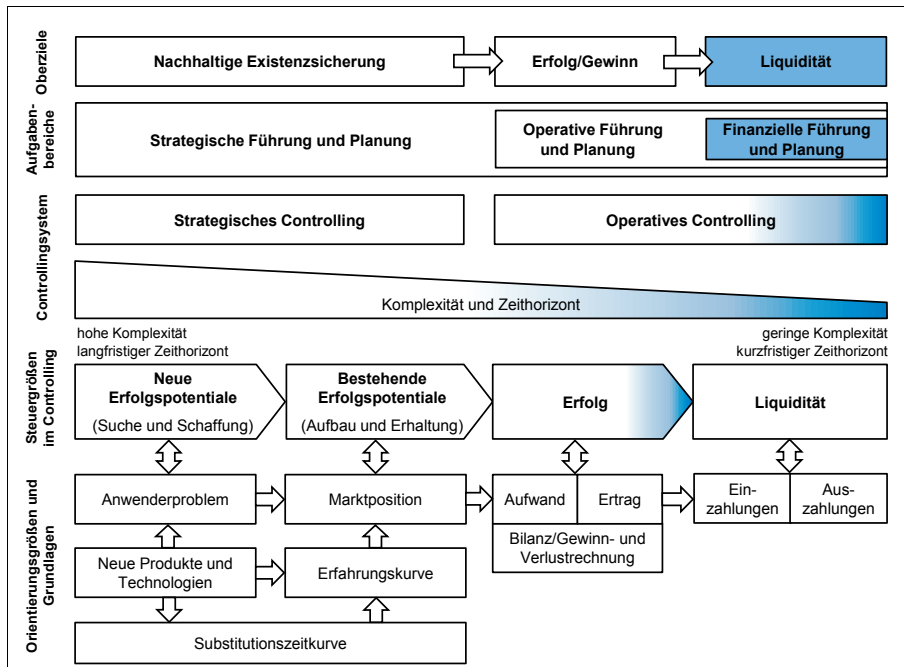 Oberziele
Nachhaltige Existenzsicherung
Erfolg/Gewinn
Liquidität
Aufgaben-
bereiche
Strategische Führung und Planung
Operative Führung
und Planung
Finanzielle Führung
und Planung
Controllingsystem
Strategisches Controlling
Operatives Controlling
Komplexität und Zeithorizont
hohe Komplexität
langfristiger Zeithorizont
geringe Komplexität
kurzfristiger Zeithorizont
Steuergrößen
im Controlling
Neue
Erfolgspotentiale
(Suche und Schaffung)
Bestehende
Erfolgspotentiale
(Aufbau und Erhaltung)
Erfolg
Liquidität
Orientierungsgrößen und
Grundlagen
Anwenderproblem
Marktposition
Aufwand
Ertrag
Ein-
zahlungen
Aus-
zahlungen
Bilanz/Gewinn- und
Verlustrechnung
Neue Produkte und
Technologien
Erfahrungskurve
Substitutionszeitkurve